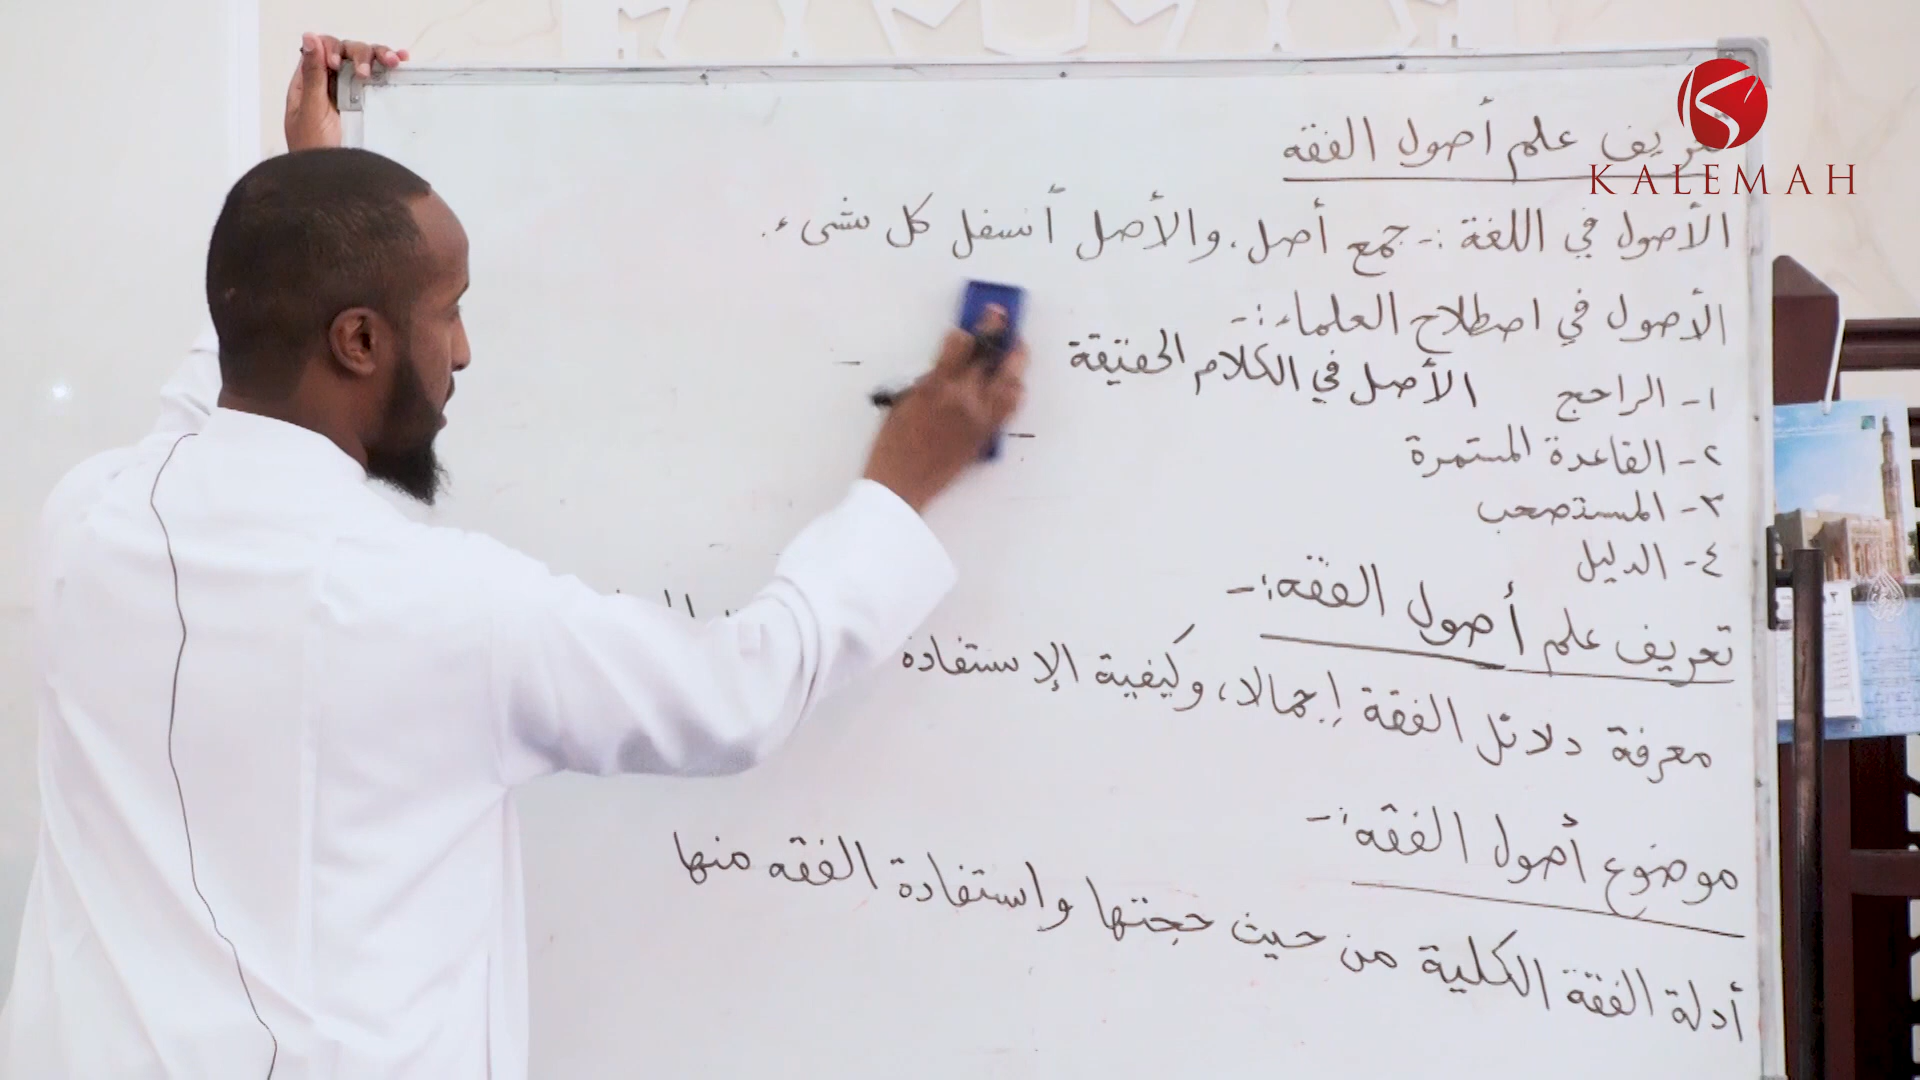 تعريف علم أصول الفقه
KALEMAH
الأصول في اللغة :- جمع أصل، والأصل أسفل كل شيء.
الأصول في اصطلاح العلماء :-
١- الراجح الأصل في الكلام الحقيقة
٢- القاعدة المستمرة
٣- المستصحب
٤- الدليل
تعريف علم أصول الفقه :-
معرفة دلائل الفقه إجمالا، وكيفية الإستفادة
موضوع أصول الفقه :-
أدلة الفقه الكلية من حيث حجتها واستفادة الفقه منها